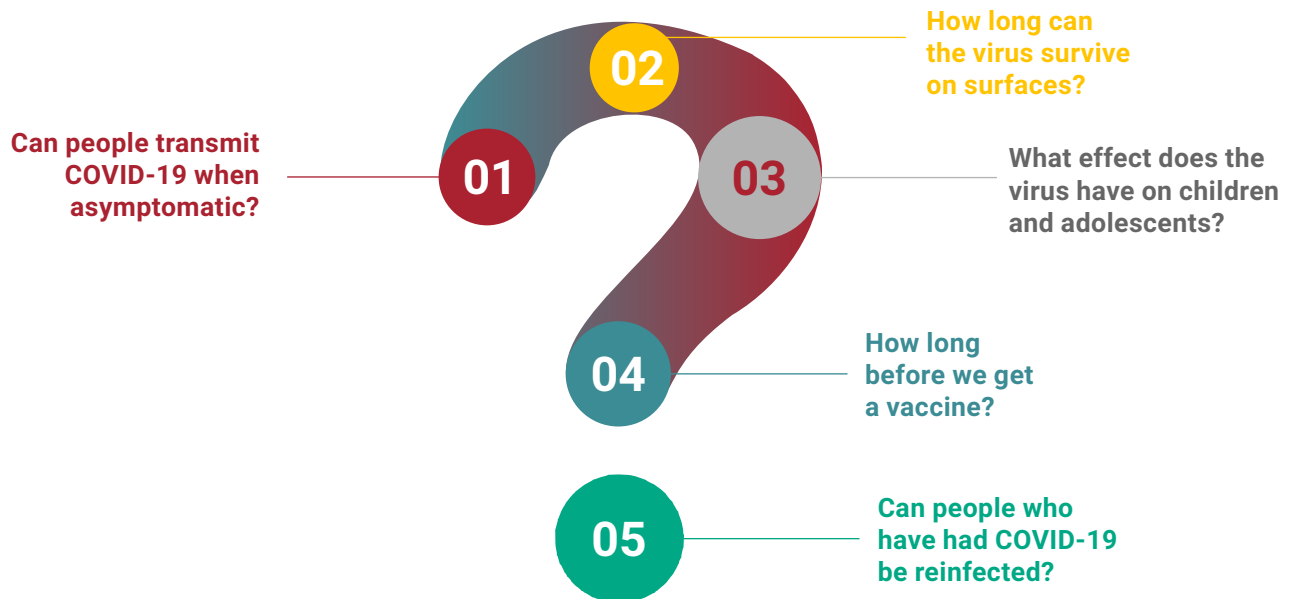 01
Can people transmit
COVID-19 when
asymptomatic?
02
How long can
the virus survive
on surfaces?
03
What effect does the
virus have on children
and adolescents?
04
How long
before we get
a vaccine?
05
Can people who
have had COVID-19
be reinfected?